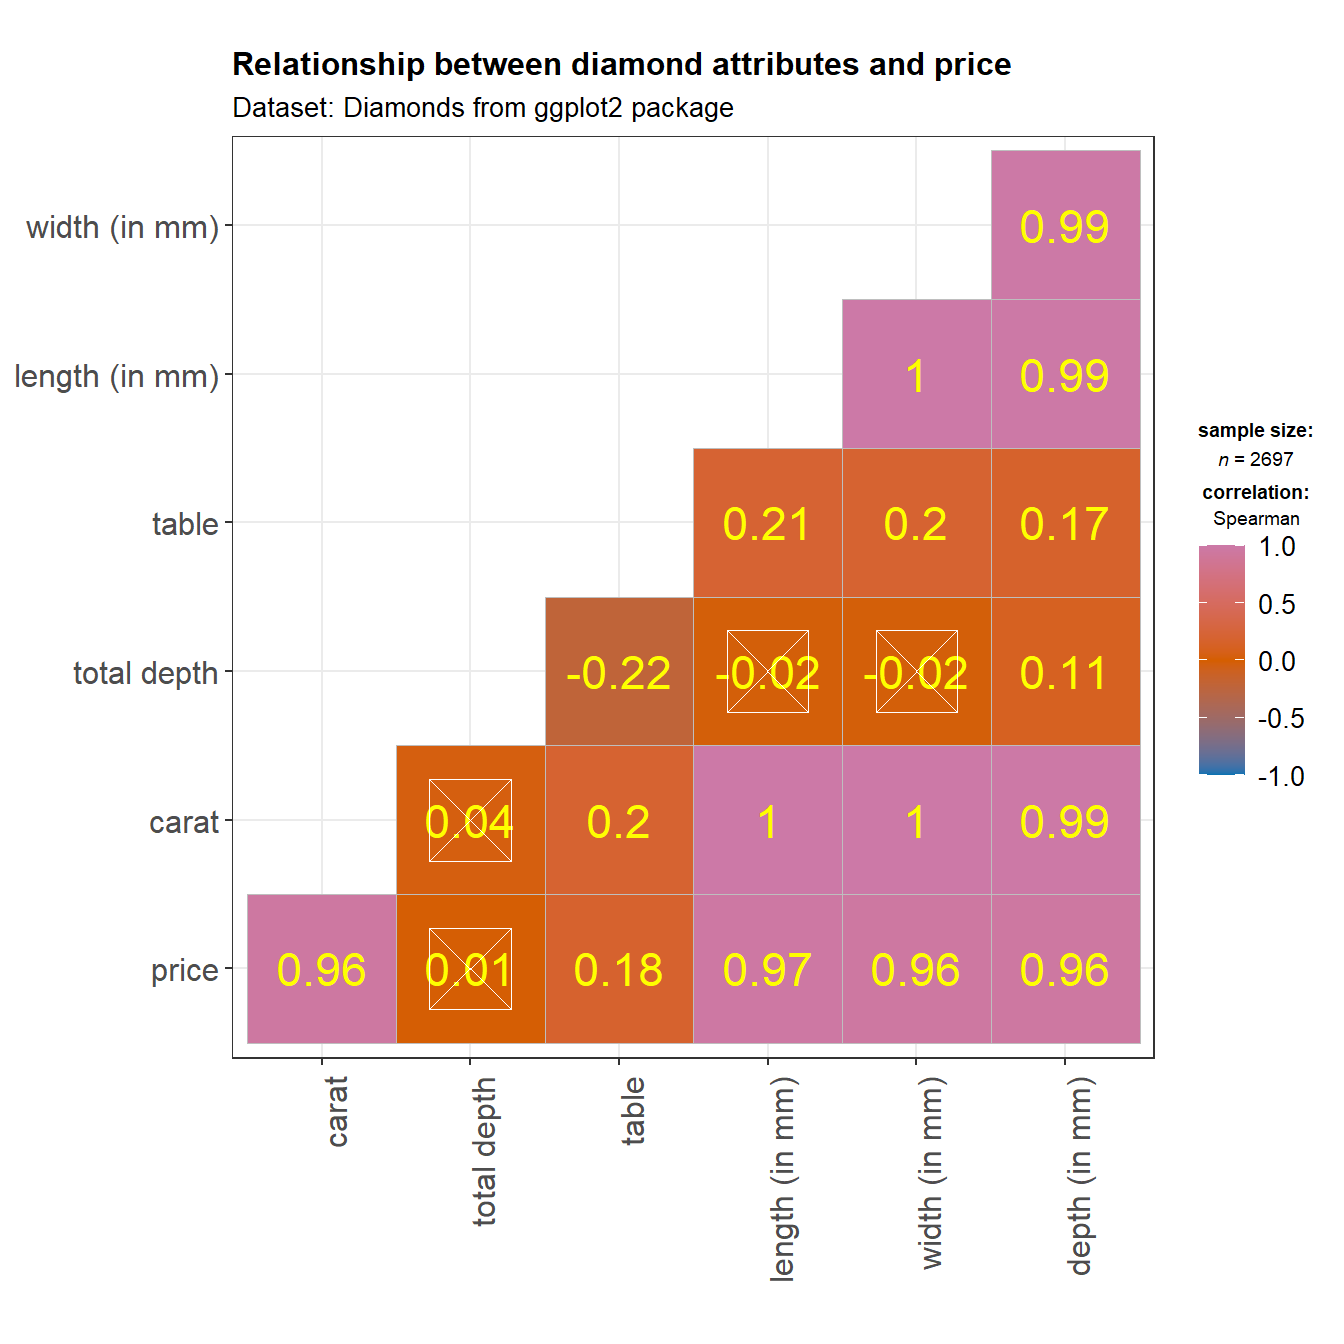 Relationship between diamond attributes and price
Dataset: Diamonds from ggplot2 package
width (in mm) 0.99
length (in mm) 1 0.99
table 0.21 0.2 0.17
total depth -0.22 -0.02 -0.02 0.11
carat 0.04 0.2 1 1 0.99
price 0.96 0.01 0.18 0.97 0.96 0.96
carat
total depth
table
length (in mm)
width (in mm)
depth (in mm)
sample size:
n = 2697
correlation:
Spearman
1.0
0.5
0.0
-0.5
-1.0